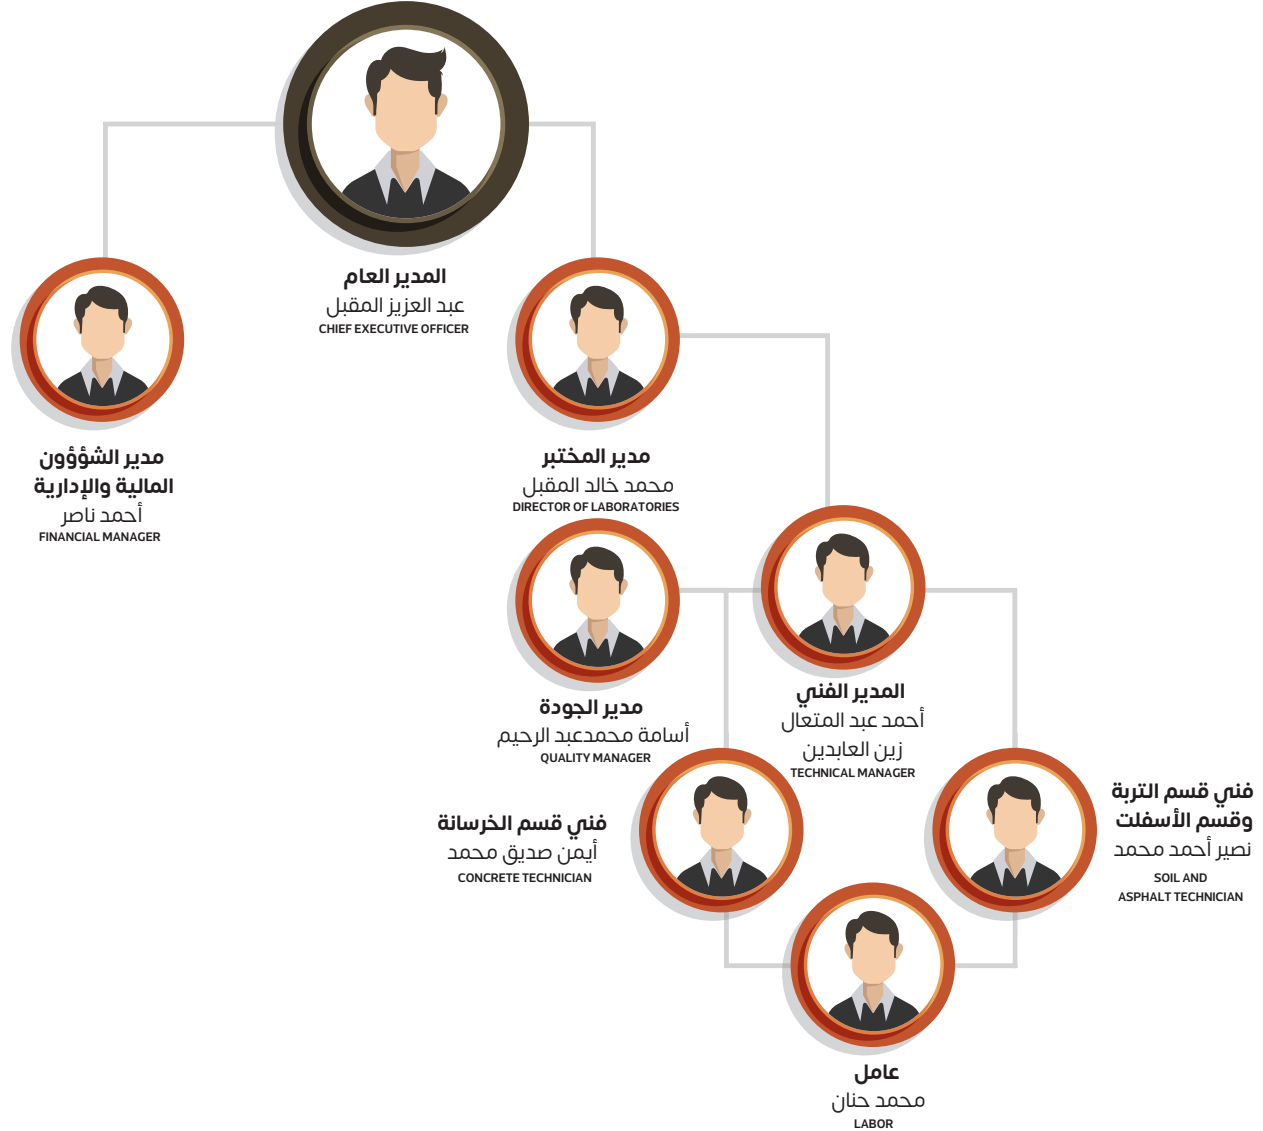 المدير العام
عبد العزيز المقبل
CHIEF EXECUTIVE OFFICER
مدير الشؤؤون
المالية والإدارية
أحمد ناصر
FINANCIAL MANAGER
مدير المختبر
محمد خالد المقبل
DIRECTOR OF LABORATORIES
مدير الجودة
أسامة محمدعبد الرحيم
QUALITY MANAGER
المدير الفني
أحمد عبد المتعال
زين العابدين
TECHNICAL MANAGER
فني قسم الخرسانة
أيمن صديق محمد
CONCRETE TECHNICIAN
فني قسم التربة
وقسم الأسفلت
نصير أحمد محمد
SOIL AND
ASPHALT TECHNICIAN
عامل
محمد حنان
LABOR